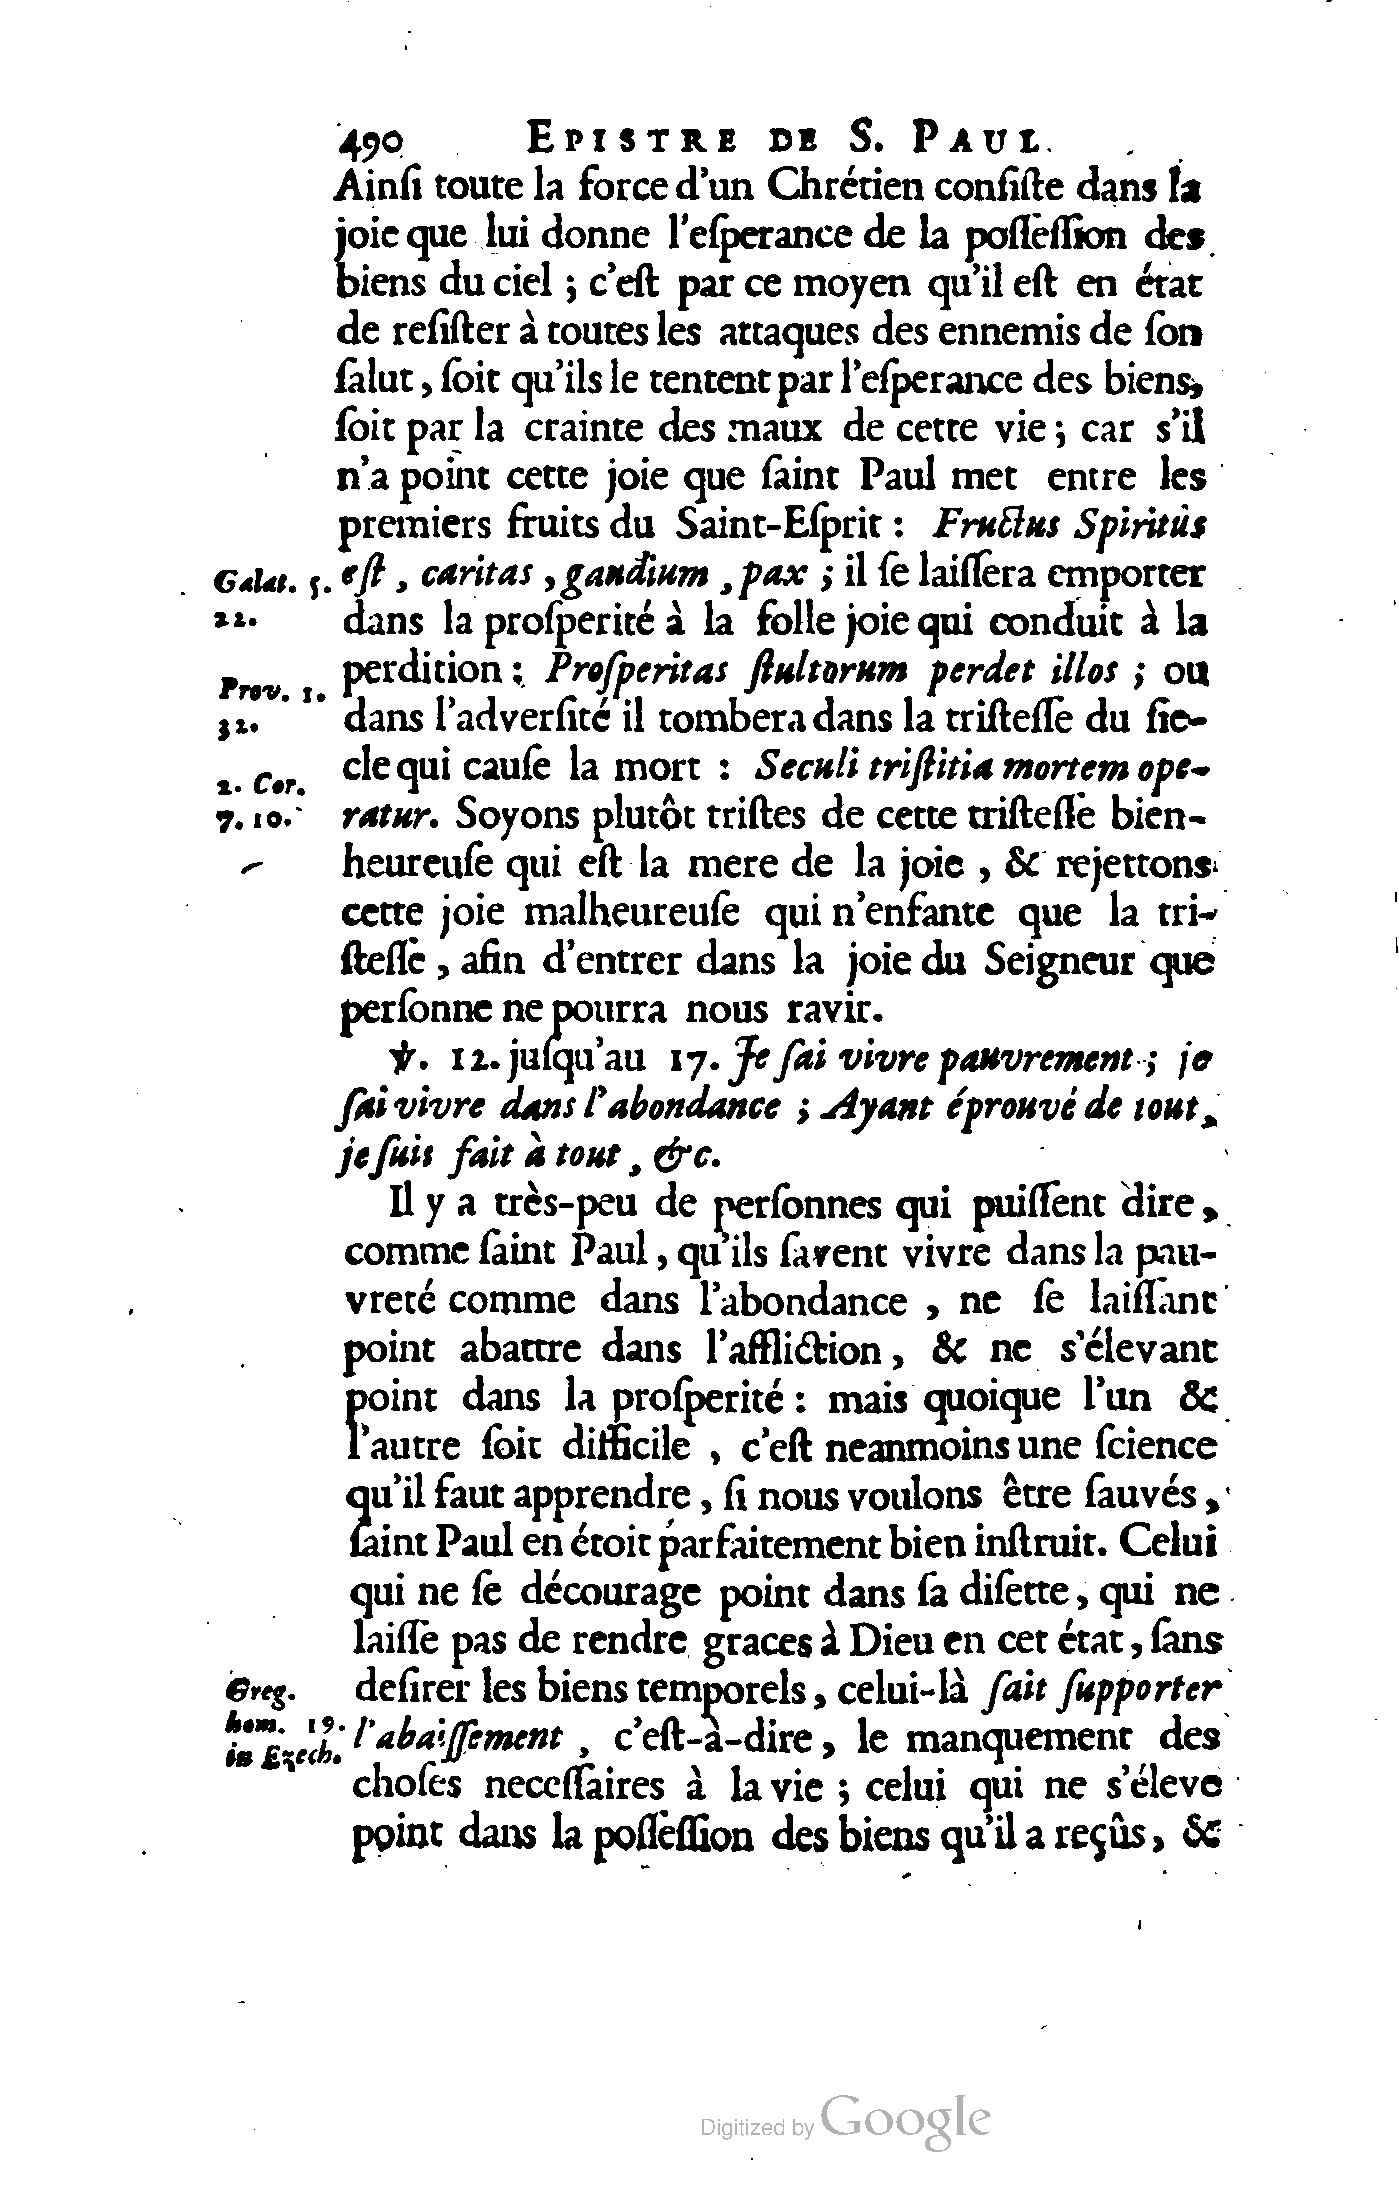 490 EPISTRE DE S. PAUL.
Ainſi toute la force d'un Chrétien conſiſte dans la
joie que lui donne l'eſperance de la poſſeſſion des
biens du ciel ; c'eſt par ce moyen qu'il eſt en état
de reſiſter à toutes les attaques des ennemis de ſon
ſalut, ſoit qu'ils le tentent par l'eſperance des biens,
ſoit par la crainte des maux de cette vie ; car s'il
n'a point cette joie que ſaint Paul met entre les
premiers fruits du Saint-Eſprit : Fructus Spiritûs
Galat. 5. eſt, caritas, gaudium, pax ; il ſe laiſſera emporter
22. dans la proſperité à la folle joie qui conduit à la
perdition : Proſperitas ſtultorum perdet illos ; ou
Prov. 1.
32. dans l'adverſité il tombera dans la triſteſſe du ſie-
cle qui cauſe la mort : Seculi triſtitia mortem ope-
2. Cor.
7. 10. ratur. Soyons plutôt triſtes de cette triſteſſe bien-
heureuſe qui eſt la mere de la joie, & rejettons
cette joie malheureuſe qui n'enfante que la tri-
ſteſſe, afin d'entrer dans la joie du Seigneur que
perſonne ne pourra nous ravir.
℣. 12. juſqu'au 17. Je ſai vivre pauvrement ; je
ſai vivre dans l'abondance ; Ayant éprouvé de tout,
je ſuis fait à tout, &c.
Il y a très-peu de perſonnes qui puiſſent dire,
comme ſaint Paul, qu'ils ſavent vivre dans la pau-
vreté comme dans l'abondance, ne ſe laiſſant
point abattre dans l'affliction, & ne s'élevant
point dans la proſperité : mais quoique l'un &
l'autre ſoit difficile, c'eſt neanmoins une ſcience
qu'il faut apprendre, ſi nous voulons être ſauvés,
ſaint Paul en étoit parfaitement bien inſtruit. Celui
qui ne ſe décourage point dans ſa diſette, qui ne
laiſſe pas de rendre graces à Dieu en cet état, ſans
Greg. deſirer les biens temporels, celui-là ſait ſupporter
hom. 19. l'abaiſſement, c'eſt-à-dire, le manquement des
in Ezech.
choſes neceſſaires à la vie ; celui qui ne s'éleve
point dans la poſſeſſion des biens qu'il a reçûs, &
Digitized by Google